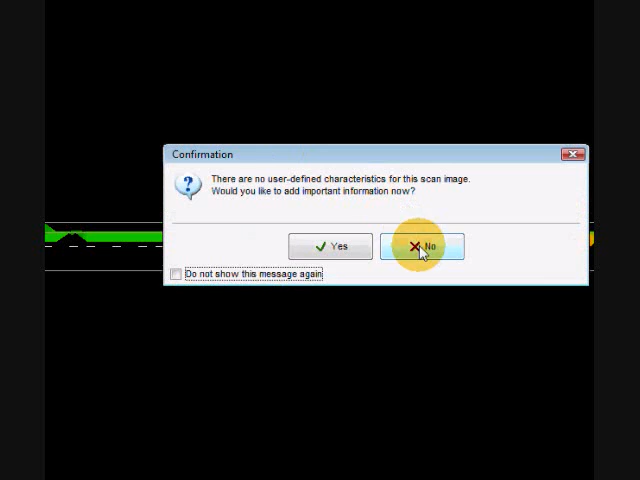 Confirmation
There are no user-defined characteristics for this scan image.
Would you like to add important information now?
Yes
No
Do not show this message again